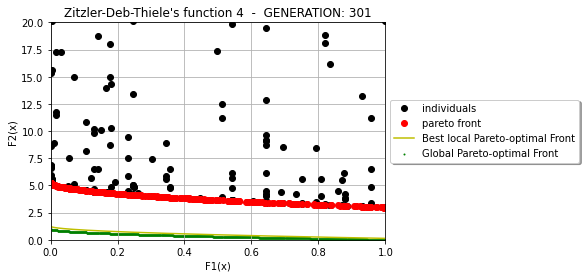 Zitzler-Deb-Thiele's function 4 - GENERATION: 301
20.0
17.5
15.0
12.5
10.0
7.5
5.0
2.5
0.0
F2(x)
0.0 0.2 0.4 0.6 0.8 1.0
F1(x)
individuals
pareto front
Best local Pareto-optimal Front
Global Pareto-optimal Front